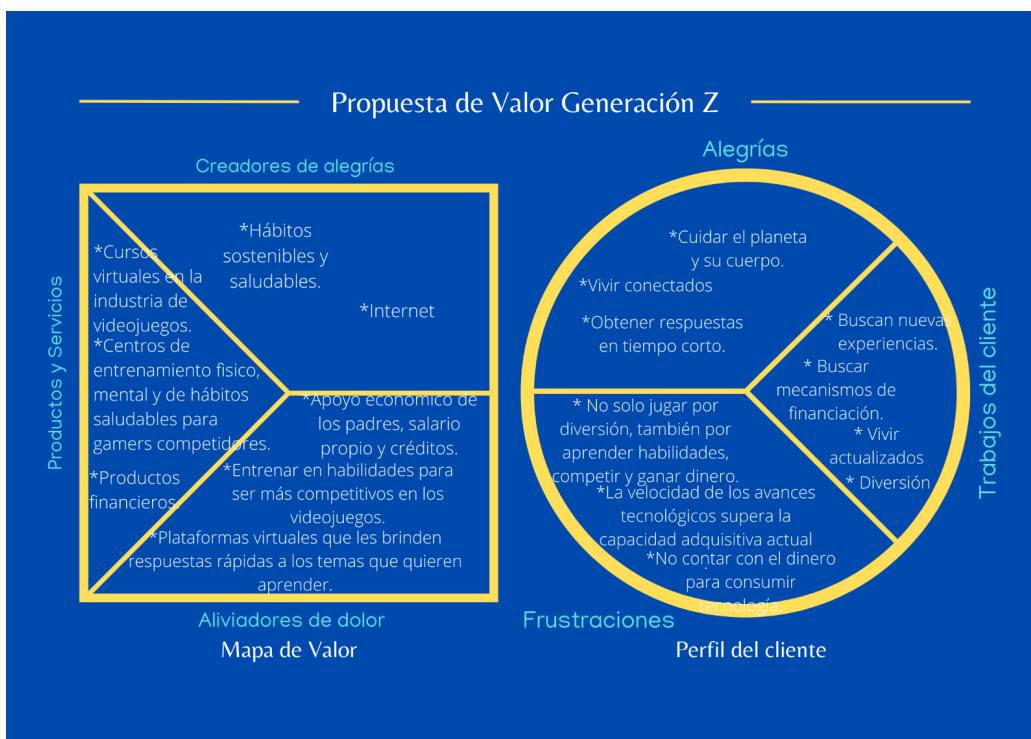 Propuesta de Valor Generación Z
Creadores de alegrías
Productos y Servicios
*Cursos
virtuales en la
industria de
videojuegos.
*Centros de
entrenamiento fisico,
mental y de hábitos
saludables para
gamers competidores.
*Productos
financieros.
*Hábitos
sostenibles y
saludables.
*Internet
*Apoyo económico de
los padres, salario
propio y créditos.
*Entrenar en habilidades para
ser más competitivos en los
videojuegos.
*Plataformas virtuales que les brinden
respuestas rápidas a los temas que quieren
aprender.
Aliviadores de dolor
Mapa de Valor
Alegrías
*Cuidar el planeta
y su cuerpo.
*Vivir conectados
*Obtener respuestas
en tiempo corto.
* Buscan nuevas
experiencias.
* Buscar
mecanismos de
financiación.
* Vivir
actualizados
* Diversión
Trabajos del cliente
* No solo jugar por
diversión, también por
aprender habilidades,
competir y ganar dinero.
*La velocidad de los avances
tecnológicos supera la
capacidad adquisitiva actual
.
*No contar con el dinero
para consumir
tecnología.
Frustraciones
Perfil del cliente